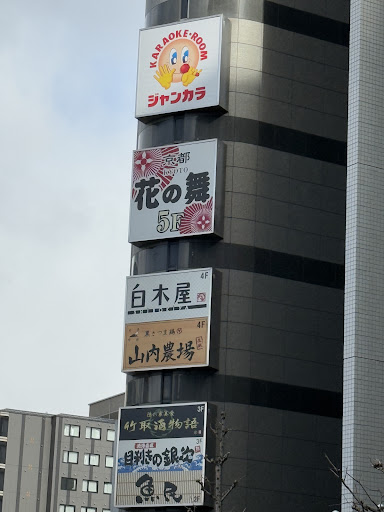 KARAOKE・ROOM
ジャンカラ
京都
KYOTO
花の舞
5F
4F
白木屋
4F
山内農場
3F
竹取酒物語
3F
目利きの銀次
魚民